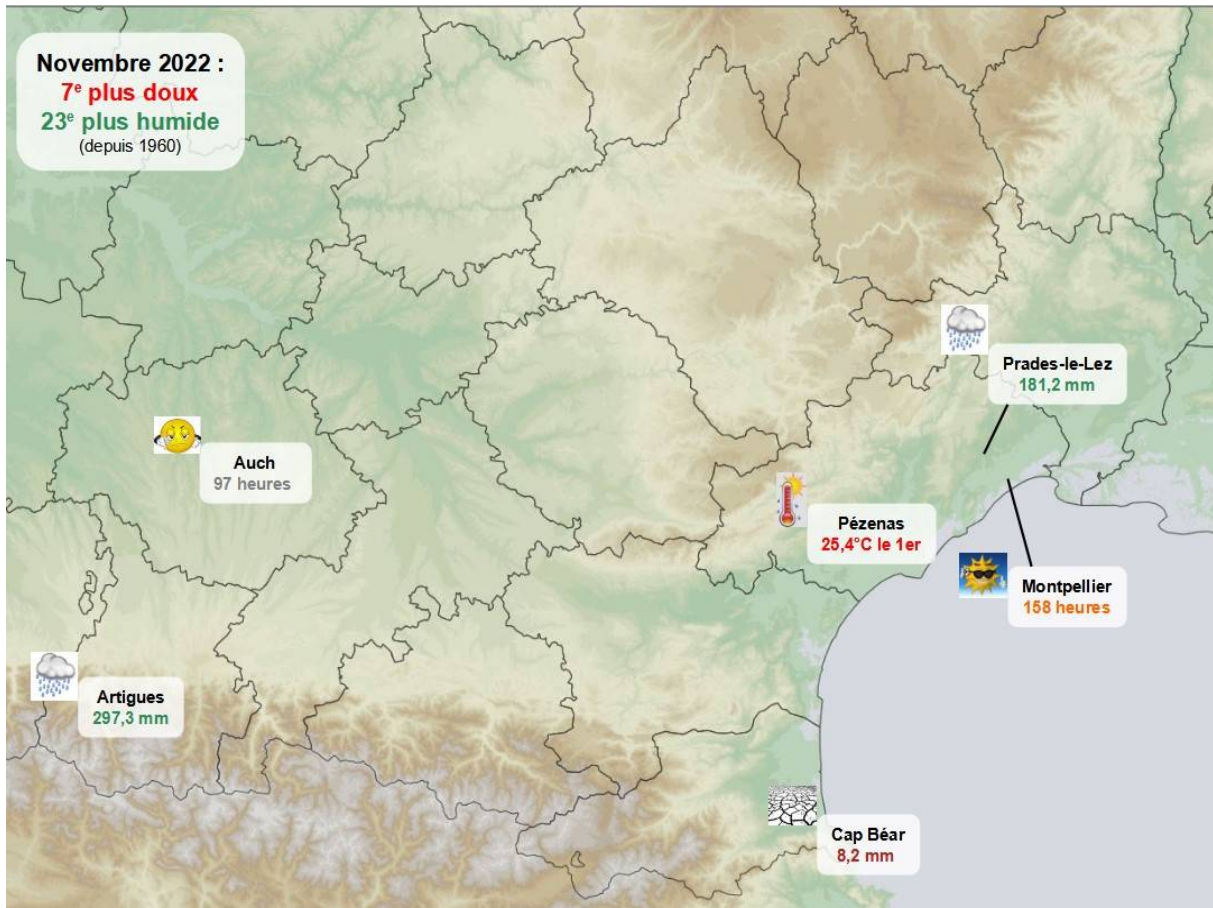 Novembre 2022 :
7e plus doux
23e plus humide
(depuis 1960)
Prades-le-Lez
181,2 mm
Auch
97 heures
Pézenas
25,4°C le 1er
Montpellier
158 heures
Artigues
297,3 mm
Cap Béar
8,2 mm